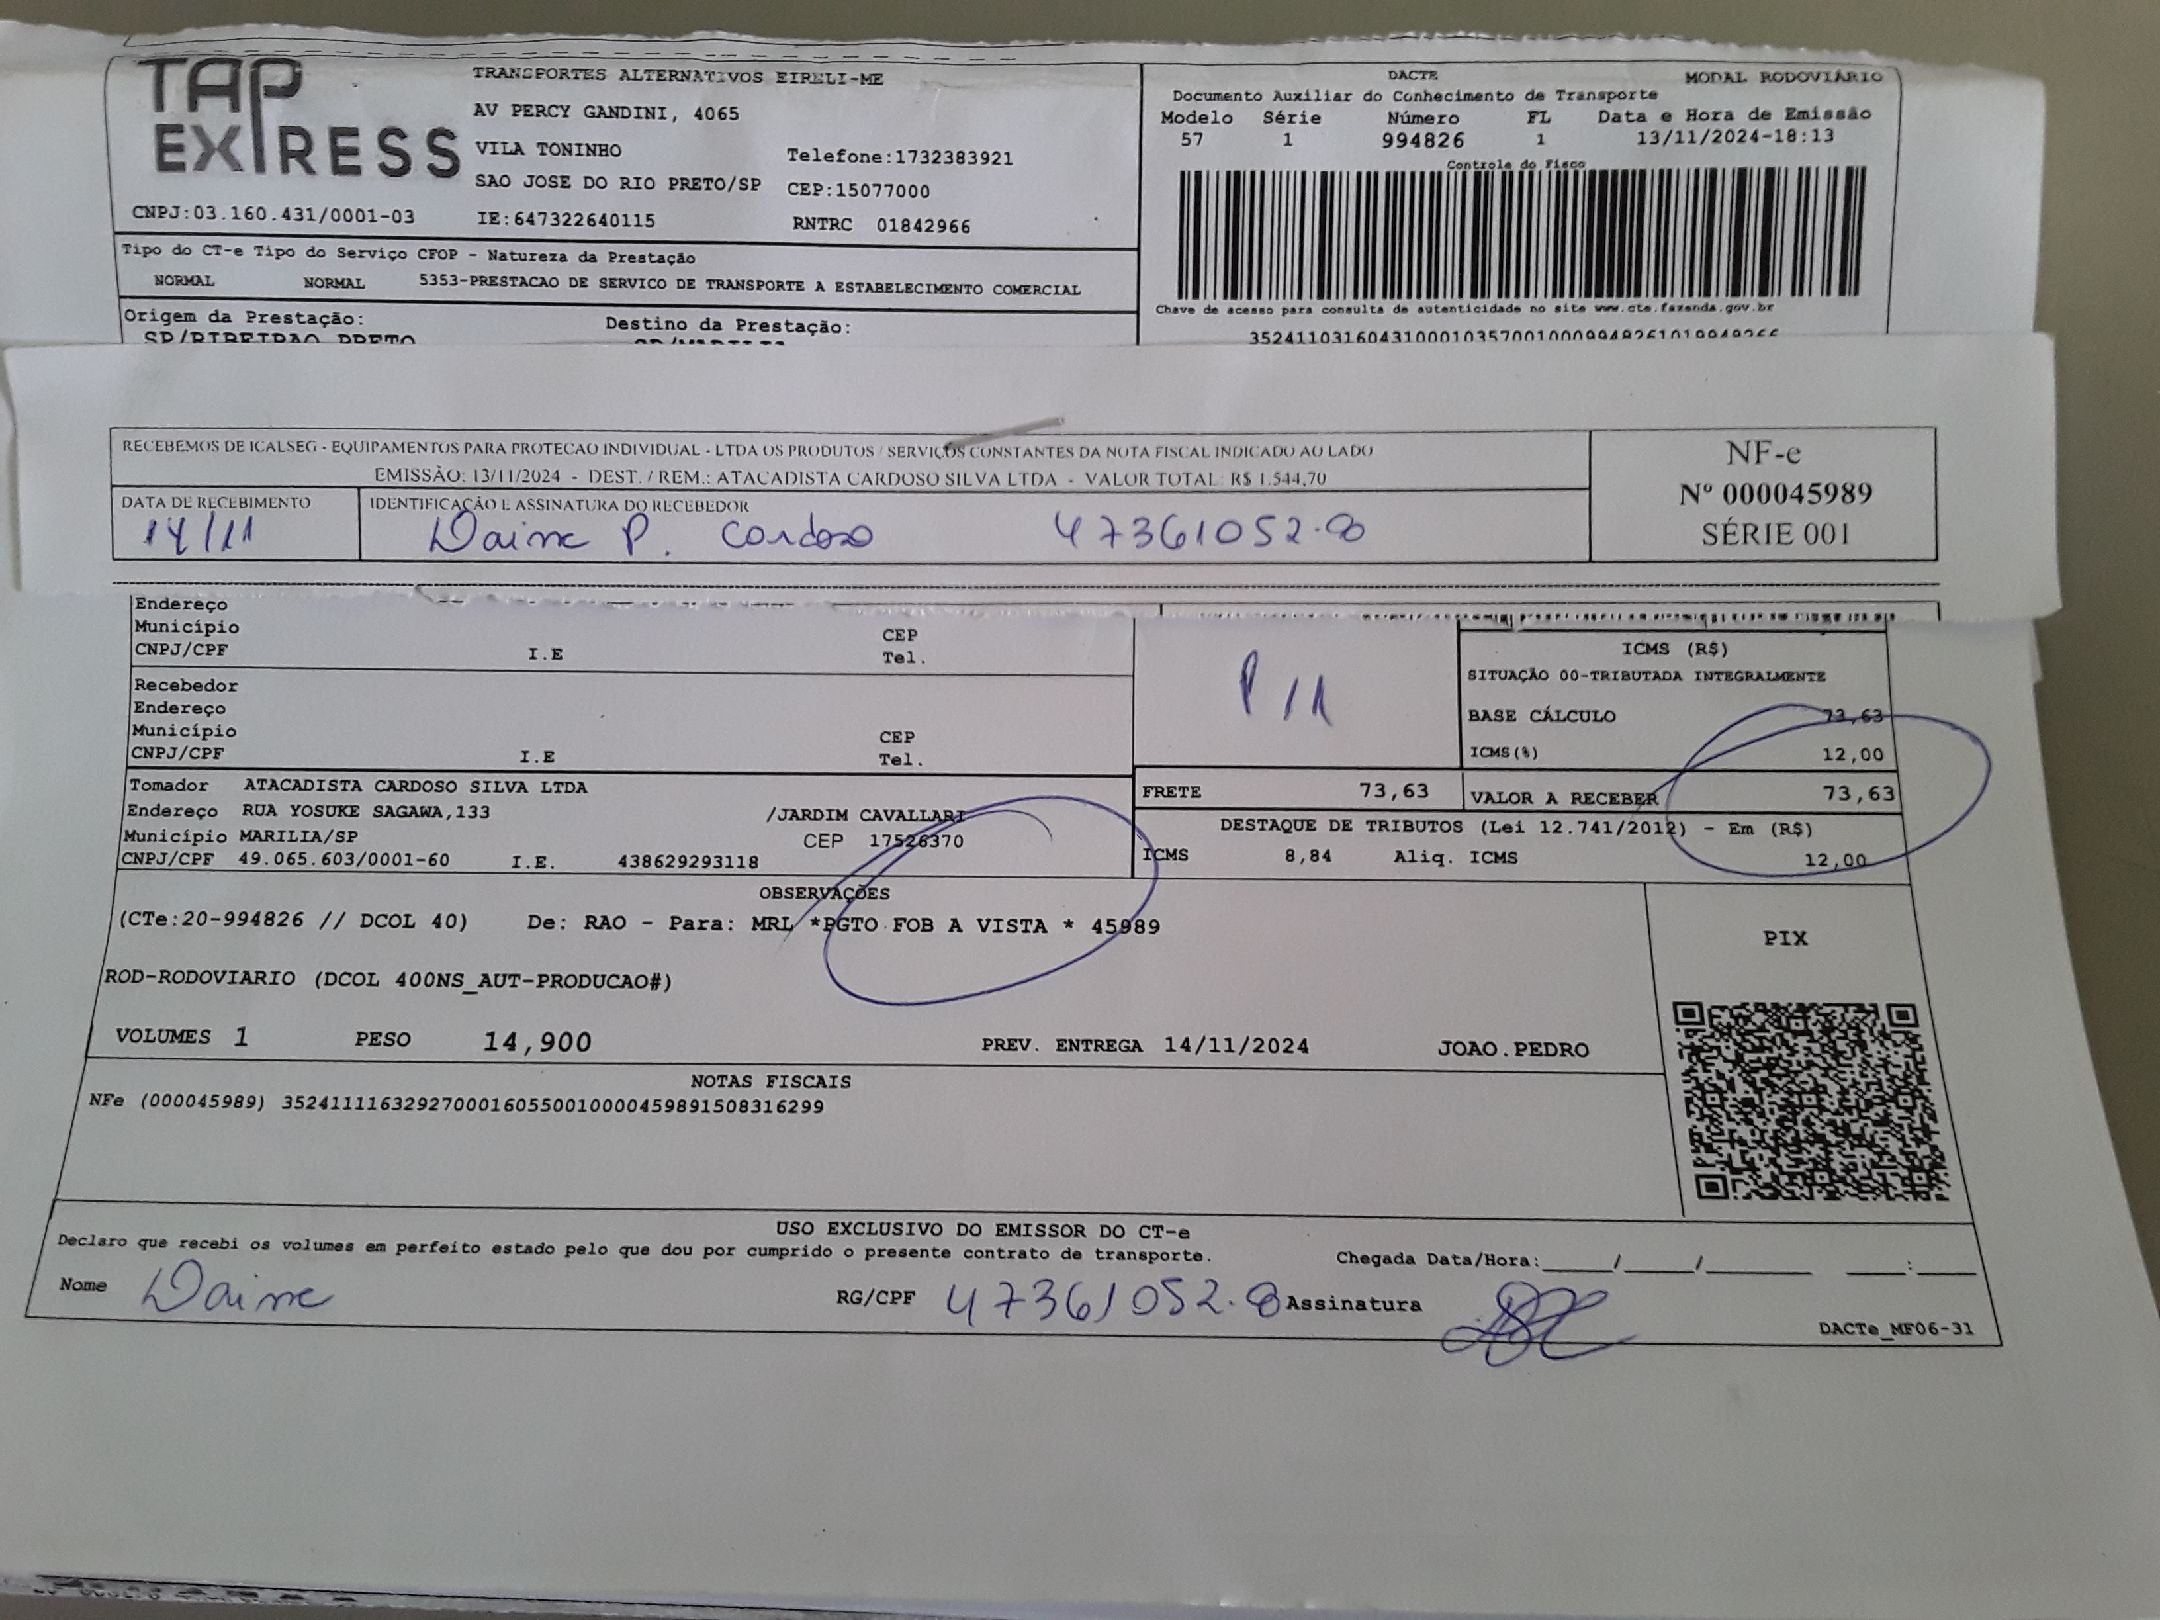 TAP EXPRESS
TRANSPORTES ALTERNATIVOS EIRELI-ME
AV PERCY GANDINI, 4065
VILA TONINHO
Telefone:1732383921
SAO JOSE DO RIO PRETO/SP CEP:15077000
CNPJ:03.160.431/0001-03 IE:647322640115 RNTRC 01842966
DACTE MODAL RODOVIÁRIO
Documento Auxiliar do Conhecimento de Transporte
Modelo Série Número FL Data e Hora de Emissão
57 1 994826 1 13/11/2024-18:13
Controle do Fisco
Tipo do CT-e Tipo do Serviço CFOP - Natureza da Prestação
NORMAL NORMAL 5353-PRESTACAO DE SERVICO DE TRANSPORTE A ESTABELECIMENTO COMERCIAL
Chave de acesso para consulta de autenticidade no site www.cte.fazenda.gov.br
Origem da Prestação: Destino da Prestação:
SP/RIBEIRAO PRETO
RECEBEMOS DE ICALSEG - EQUIPAMENTOS PARA PROTECAO INDIVIDUAL - LTDA OS PRODUTOS / SERVIÇOS CONSTANTES DA NOTA FISCAL INDICADO AO LADO
EMISSÃO: 13/11/2024 - DEST. / REM.: ATACADISTA CARDOSO SILVA LTDA - VALOR TOTAL: R$ 1.544,70
NF-e
Nº 000045989
SÉRIE 001
DATA DE RECEBIMENTO IDENTIFICAÇÃO E ASSINATURA DO RECEBEDOR
14/11 Daine P. Cardoso 47361052.8
Endereço
Município CEP
CNPJ/CPF I.E Tel.
Recebedor
Endereço
Município CEP
CNPJ/CPF I.E Tel.
P/1
ICMS (R$)
SITUAÇÃO 00-TRIBUTADA INTEGRALMENTE
BASE CÁLCULO 73,63
ICMS(%) 12,00
Tomador ATACADISTA CARDOSO SILVA LTDA
Endereço RUA YOSUKE SAGAWA,133 /JARDIM CAVALLARI
Município MARILIA/SP CEP 17526370
CNPJ/CPF 49.065.603/0001-60 I.E. 438629293118
FRETE 73,63 VALOR A RECEBER 73,63
DESTAQUE DE TRIBUTOS (Lei 12.741/2012) - Em (R$)
ICMS 8,84 Aliq. ICMS 12,00
OBSERVAÇÕES
(CTe:20-994826 // DCOL 40) De: RAO - Para: MRL *PGTO FOB A VISTA * 45989
ROD-RODOVIARIO (DCOL 400NS_AUT-PRODUCAO#)
PIX
VOLUMES 1 PESO 14,900 PREV. ENTREGA 14/11/2024 JOAO.PEDRO
NOTAS FISCAIS
NFe (000045989) 35241111632927000160550010000459891508316299
USO EXCLUSIVO DO EMISSOR DO CT-e
Declaro que recebi os volumes em perfeito estado pelo que dou por cumprido o presente contrato de transporte. Chegada Data/Hora:_____/_____/_______ ____:____
Nome Daine RG/CPF 47361052.8 Assinatura
DACTe_MF06-31